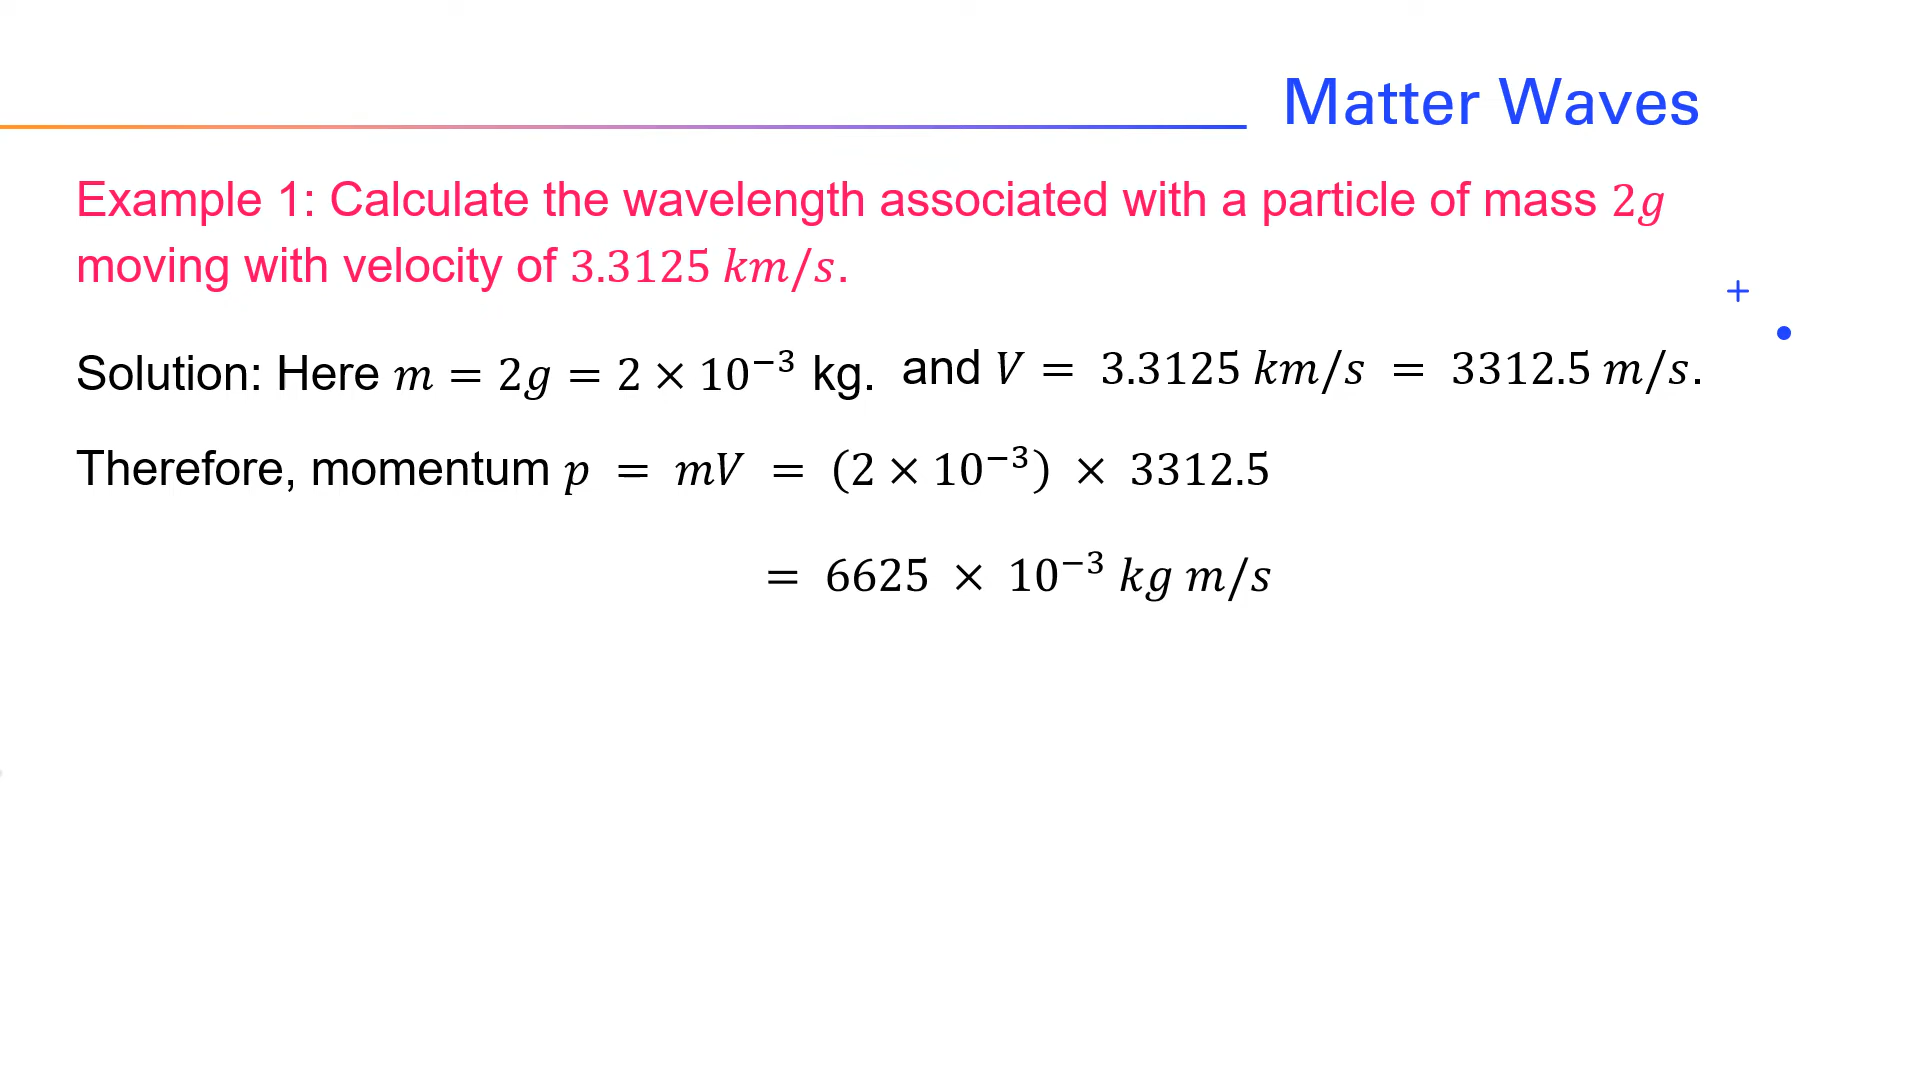 Matter Waves
Example 1: Calculate the wavelength associated with a particle of mass 2g
moving with velocity of 3.3125 km/s.
Solution: Here m = 2g = 2 × 10⁻³ kg. and V = 3.3125 km/s = 3312.5 m/s.
Therefore, momentum p = mV = (2 × 10⁻³) × 3312.5
= 6625 × 10⁻³ kg m/s